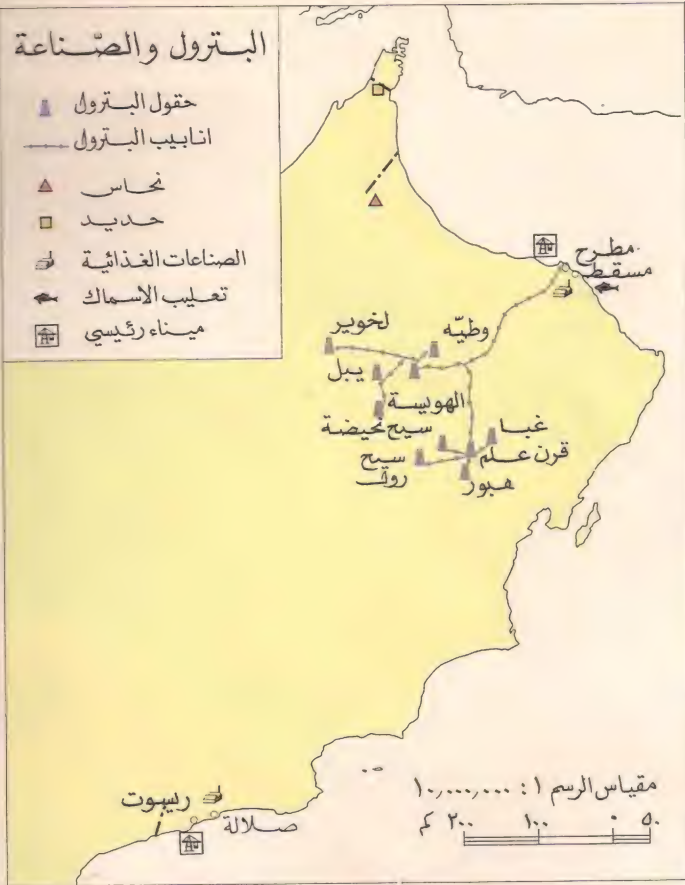 البترول والصّناعة
حقول البترول
انابيب البترول
نحاس
حديد
الصناعات الغذائية
تعليب الاسماك
ميناء رئيسي
مطرح
مسقط
لخوير
وطيّه
يبل
الهويسة
سيح نحيضة
غبا
قرن علم
سيح
رول
هبور
ريسوت
صلالة
مقياس الرسم ١ : ١٠,٠٠٠,٠٠٠
٥٠ ٠ ١٠٠ ٢٠٠ كم